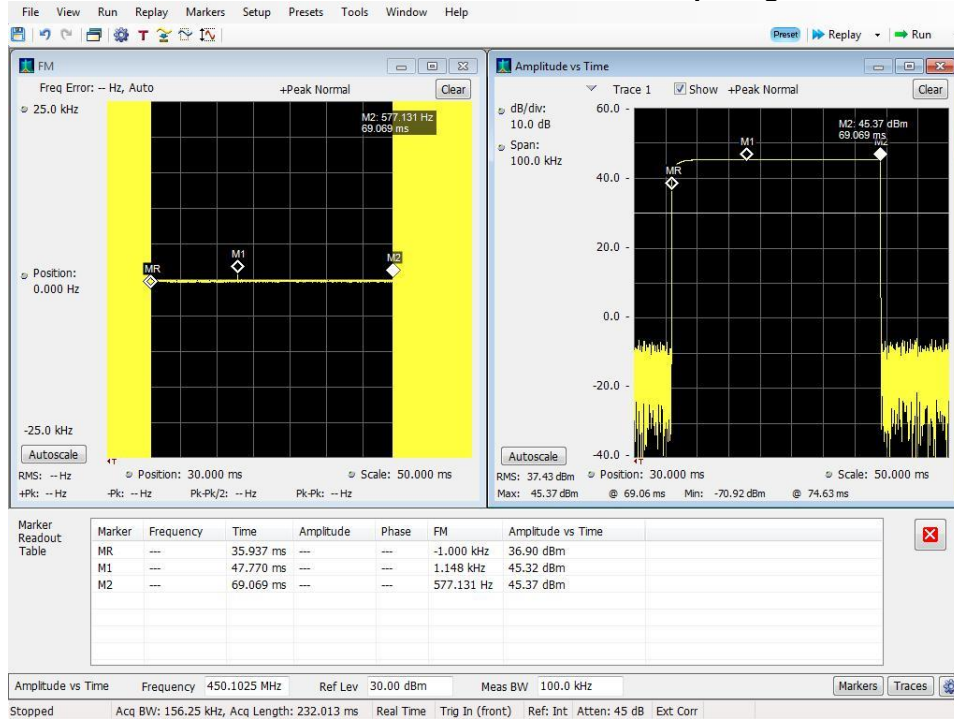 File View Run Replay Markers Setup Presets Tools Window Help
T Preset Replay Run
FM
Freq Error: -- Hz, Auto +Peak Normal Clear
25.0 kHz
M2: 577.131 Hz
69.069 ms
MR M1 M2
Position:
0.000 Hz
-25.0 kHz
Autoscale
T
Position: 30.000 ms Scale: 50.000 ms
RMS: -- Hz
+Pk: -- Hz -Pk: -- Hz Pk-Pk/2: -- Hz Pk-Pk: -- Hz
Amplitude vs Time
Trace 1 Show +Peak Normal Clear
dB/div:
10.0 dB
Span:
100.0 kHz
60.0 -
40.0 -
20.0 -
0.0 -
-20.0 -
-40.0 -
M2: 45.37 dBm
69.069 ms
MR M1 M2
Autoscale
T
RMS: 37.43 dBm Position: 30.000 ms Scale: 50.000 ms
Max: 45.37 dBm @ 69.06 ms Min: -70.92 dBm @ 74.63 ms
Marker
Readout
Table
Marker Frequency Time Amplitude Phase FM Amplitude vs Time
MR --- 35.937 ms --- --- -1.000 kHz 36.90 dBm
M1 --- 47.770 ms --- --- 1.148 kHz 45.32 dBm
M2 --- 69.069 ms --- --- 577.131 Hz 45.37 dBm
Amplitude vs Time Frequency 450.1025 MHz Ref Lev 30.00 dBm Meas BW 100.0 kHz Markers Traces
Stopped Acq BW: 156.25 kHz, Acq Length: 232.013 ms Real Time Trig In (front) Ref: Int Atten: 45 dB Ext Corr